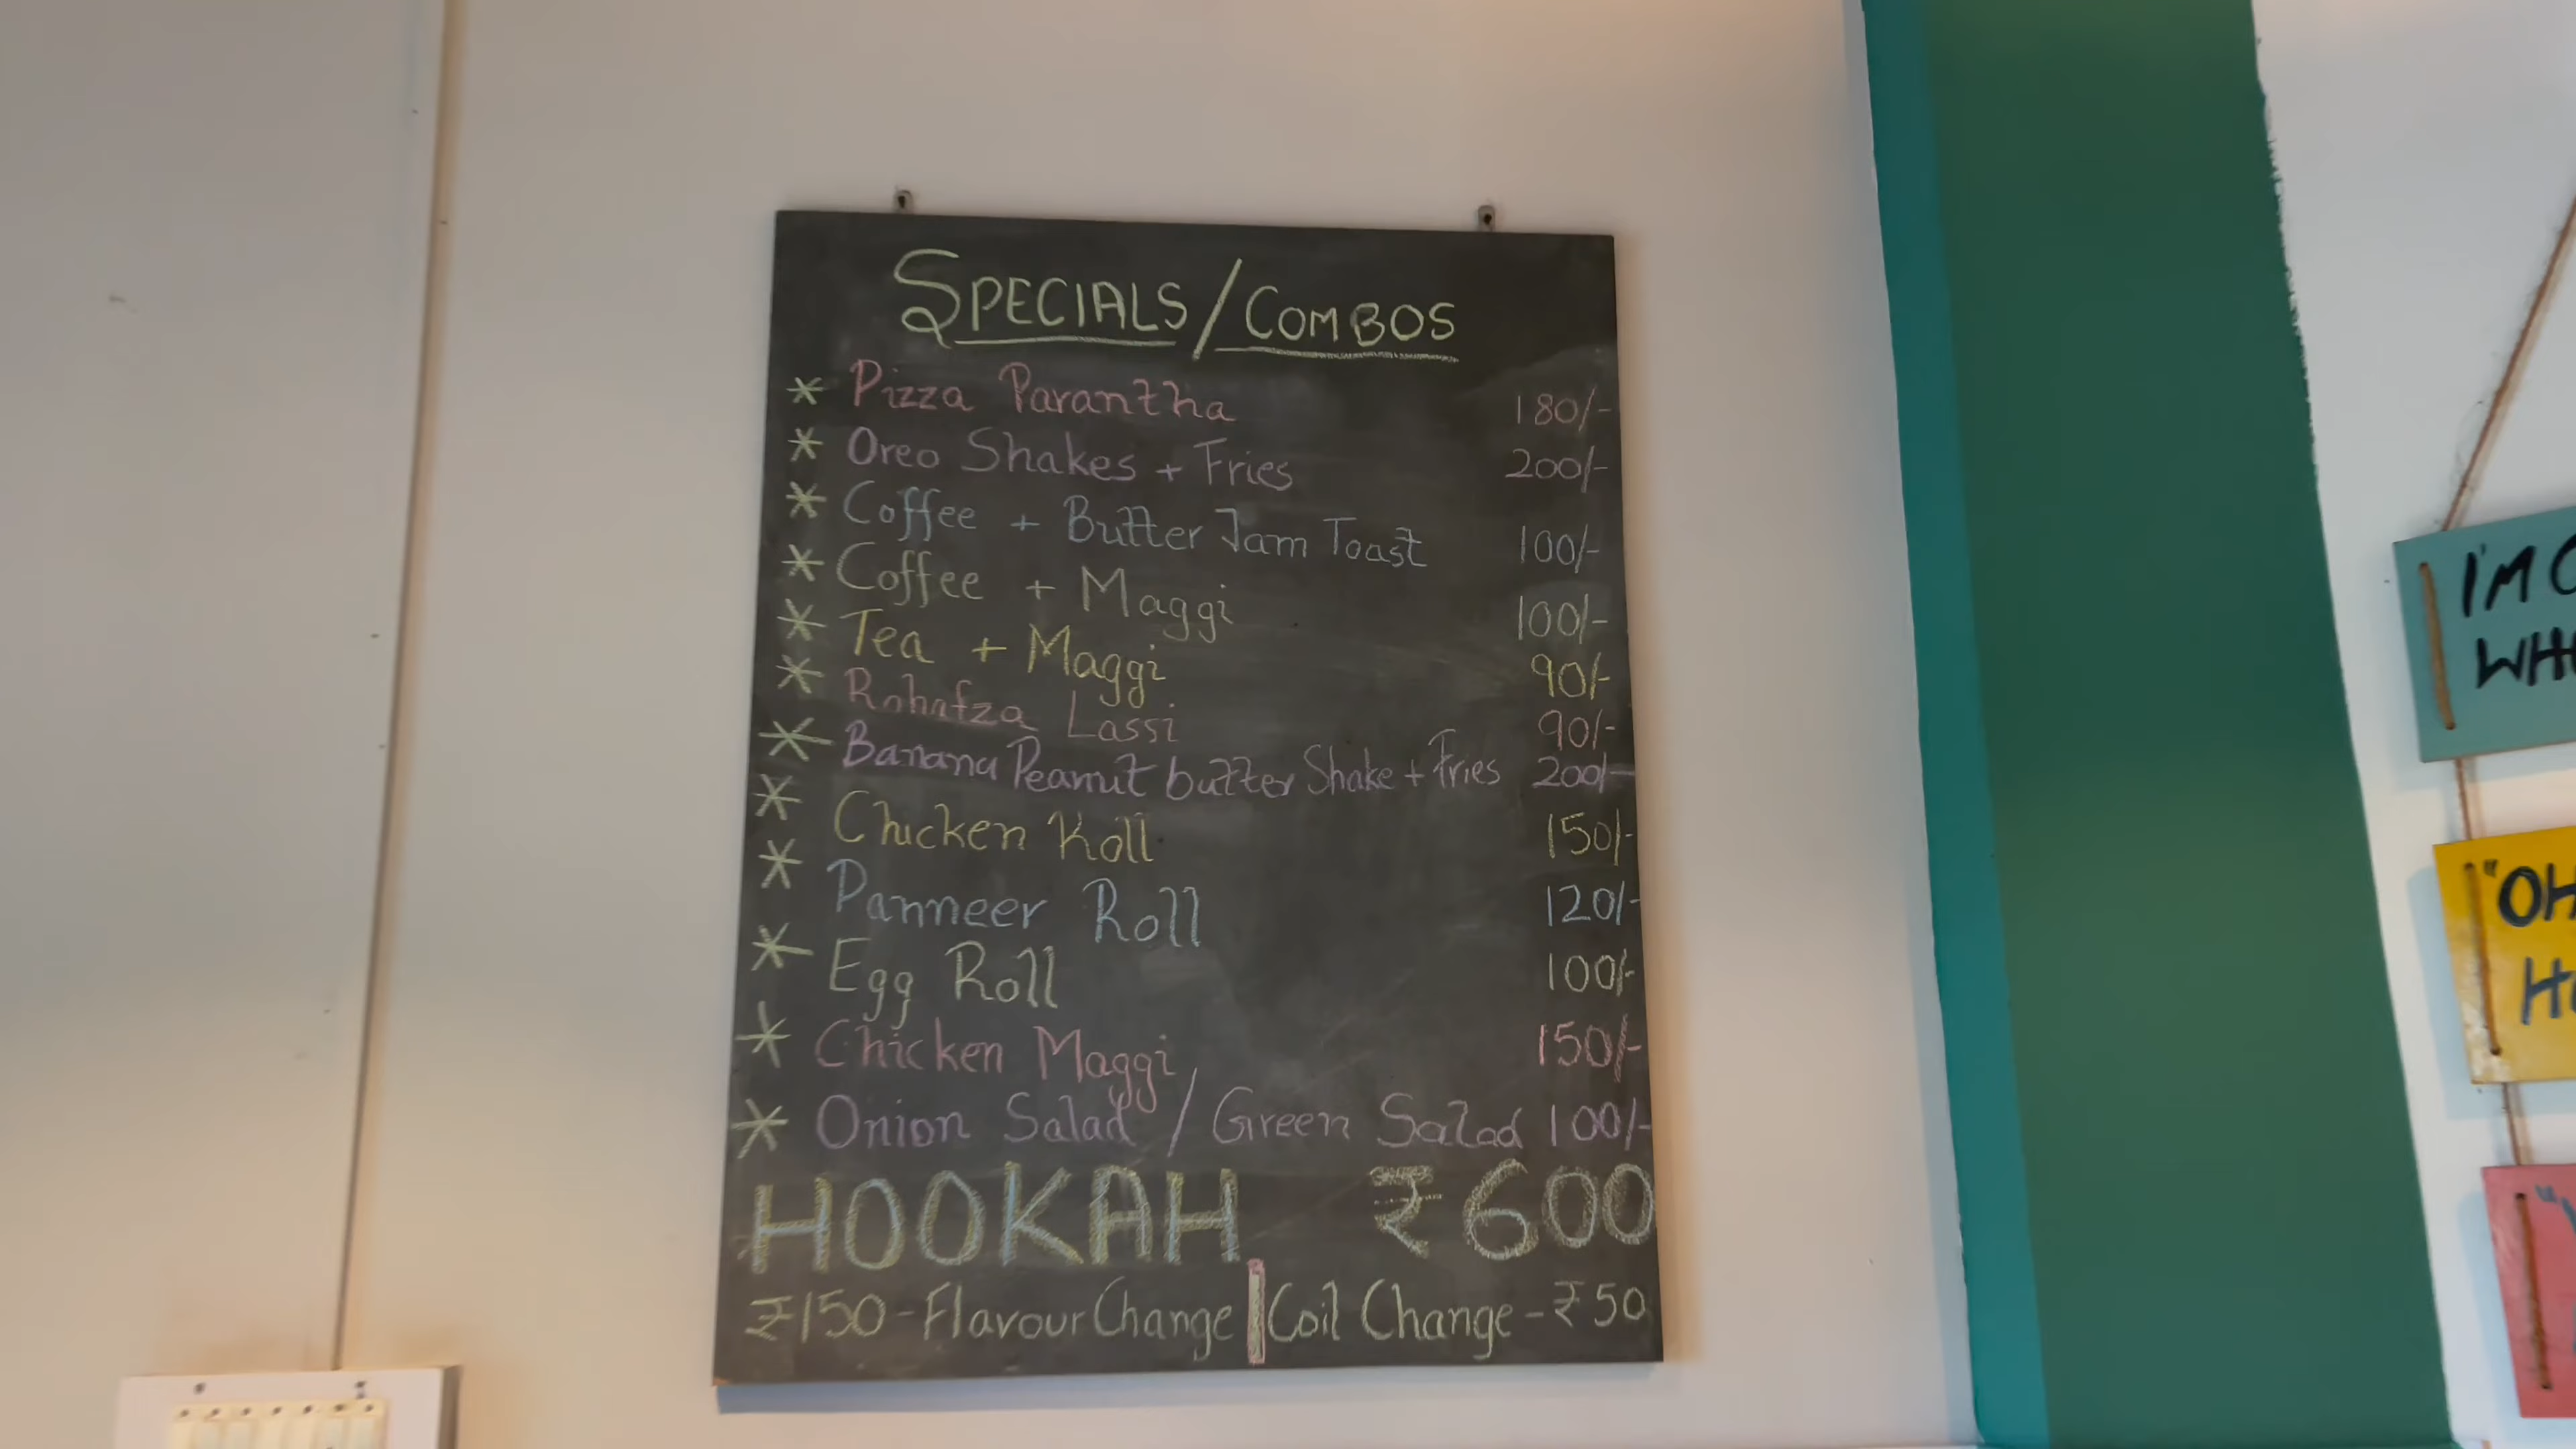 SPECIALS/COMBOS
* Pizza Parantha 180/-
* Oreo Shakes + Fries 200/-
* Coffee + Butter Jam Toast 100/-
* Coffee + Maggi 100/-
* Tea + Maggi 90/-
* Rohafza Lassi 90/-
* Banana Peanut butter Shake + Fries 200/-
* Chicken Roll 150/-
* Panneer Roll 120/-
* Egg Roll 100/-
* Chicken Maggi 150/-
* Onion Salad / Green Salad 100/-
HOOKAH ₹600
₹150 - Flavour Change | Coil Change - ₹50
I'M
"OH